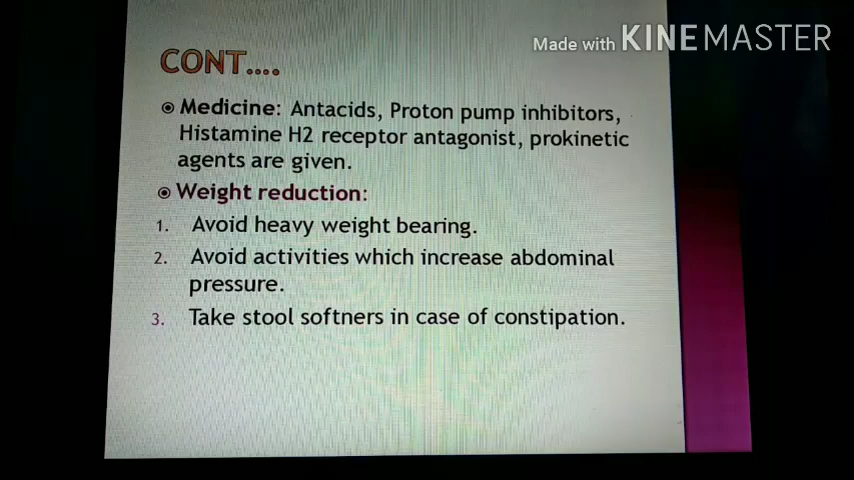 Made with KINEMASTER
CONT....
Medicine: Antacids, Proton pump inhibitors,
Histamine H2 receptor antagonist, prokinetic
agents are given.
Weight reduction:
1. Avoid heavy weight bearing.
2. Avoid activities which increase abdominal
pressure.
3. Take stool softners in case of constipation.